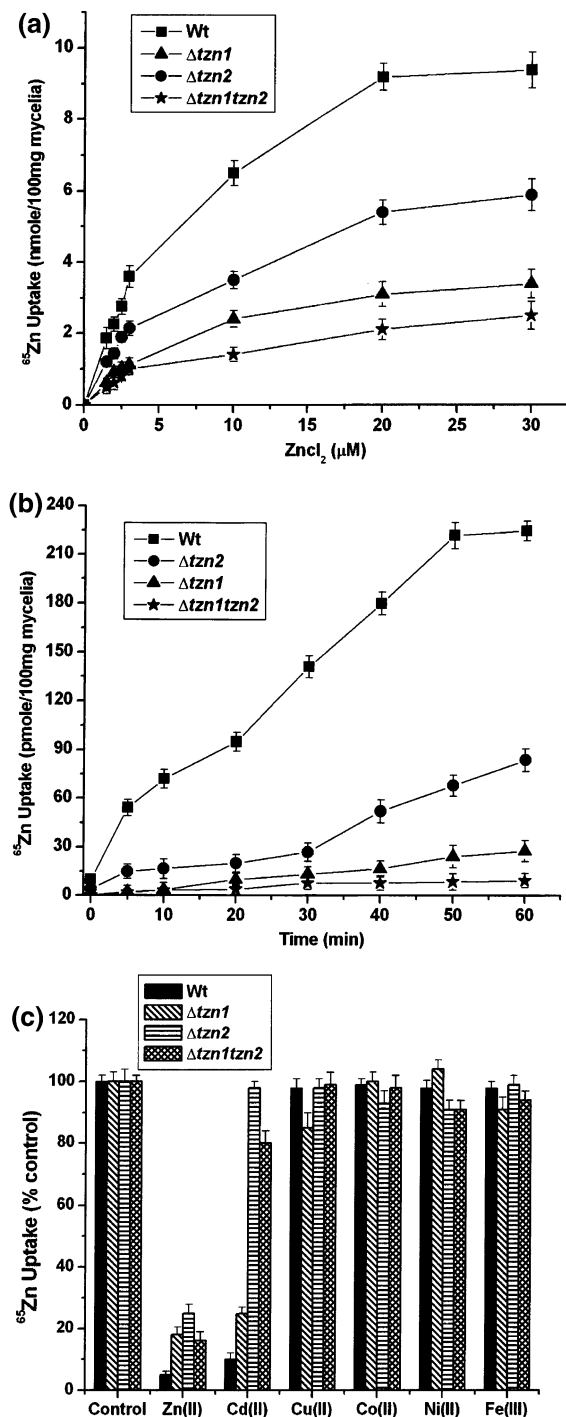 (a)
Wt
Δtzn1
Δtzn2
Δtzn1tzn2
10
8
6
4
2
0
⁶⁵Zn Uptake (nmole/100mg mycelia)
0 5 10 15 20 25 30
Zncl₂ (μM)
(b)
Wt
Δtzn2
Δtzn1
Δtzn1tzn2
240
210
180
150
120
90
60
30
0
⁶⁵Zn Uptake (pmole/100mg mycelia)
0 10 20 30 40 50 60
Time (min)
(c)
Wt
Δtzn1
Δtzn2
Δtzn1tzn2
120
100
80
60
40
20
0
⁶⁵Zn Uptake (% control)
Control Zn(II) Cd(II) Cu(II) Co(II) Ni(II) Fe(III)